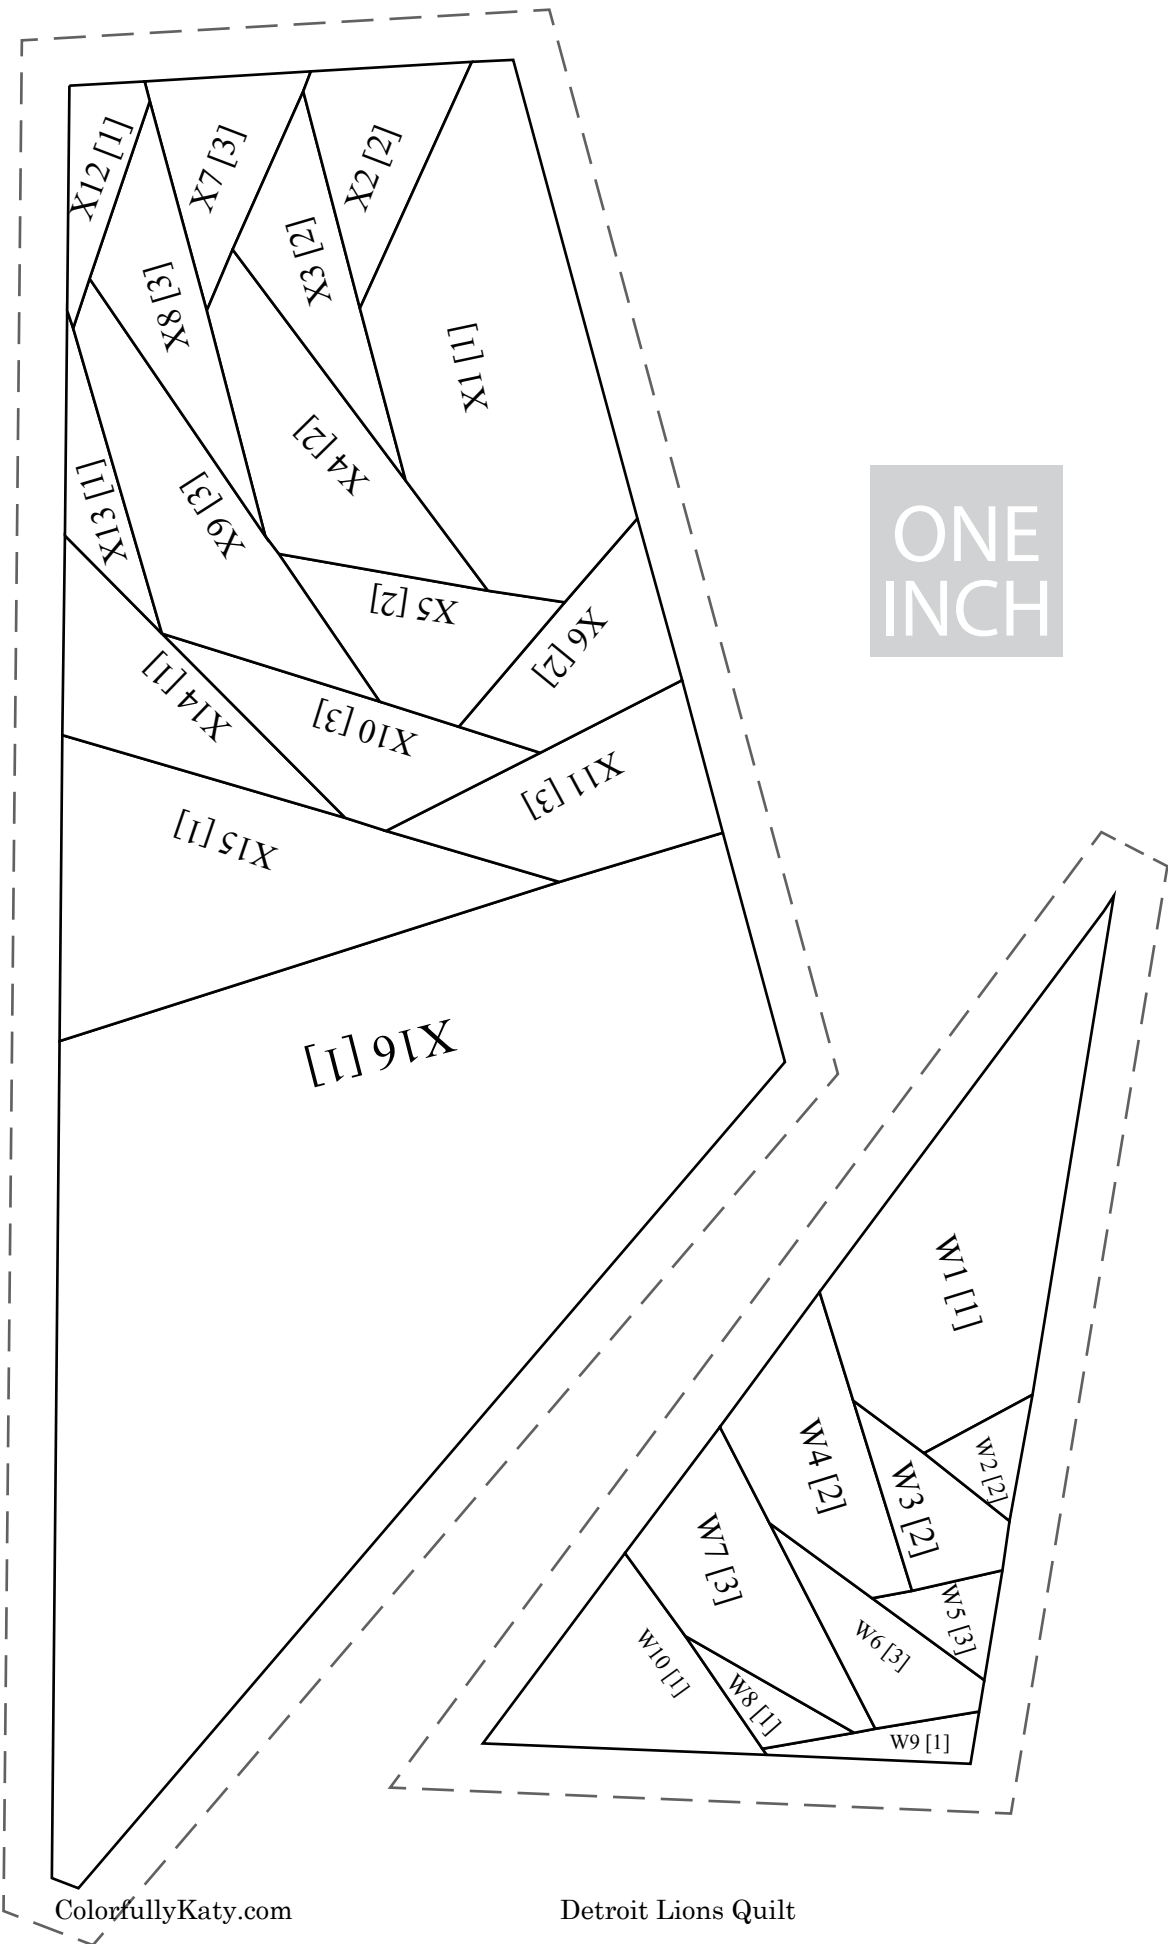 X12 [1]
X7 [3]
X2 [2]
X3 [2]
X8 [3]
X1 [1]
X4 [2]
X13 [1]
X9 [3]
X5 [2]
X6 [2]
X14 [1]
X10 [3]
X11 [3]
X15 [1]
X16 [1]
ONE
INCH
W1 [1]
W2 [2]
W4 [2]
W3 [2]
W7 [3]
W5 [3]
W6 [3]
W10 [1]
W8 [1]
W9 [1]
ColorfullyKaty.com
Detroit Lions Quilt